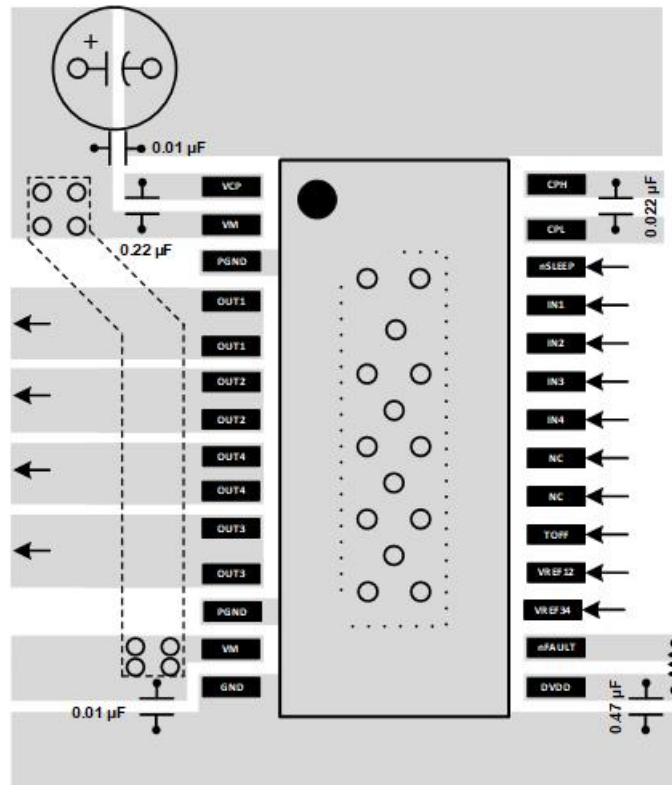 +
0.01 µF
VCP
CPH
0.022 µF
0.22 µF
VM
CPL
PGND
nSLEEP
OUT1
IN1
OUT1
IN2
OUT2
IN3
OUT2
IN4
OUT4
NC
OUT4
NC
OUT3
TOFF
OUT3
VREF12
PGND
VREF34
VM
nFAULT
GND
DVDD
0.01 µF
0.47 µF